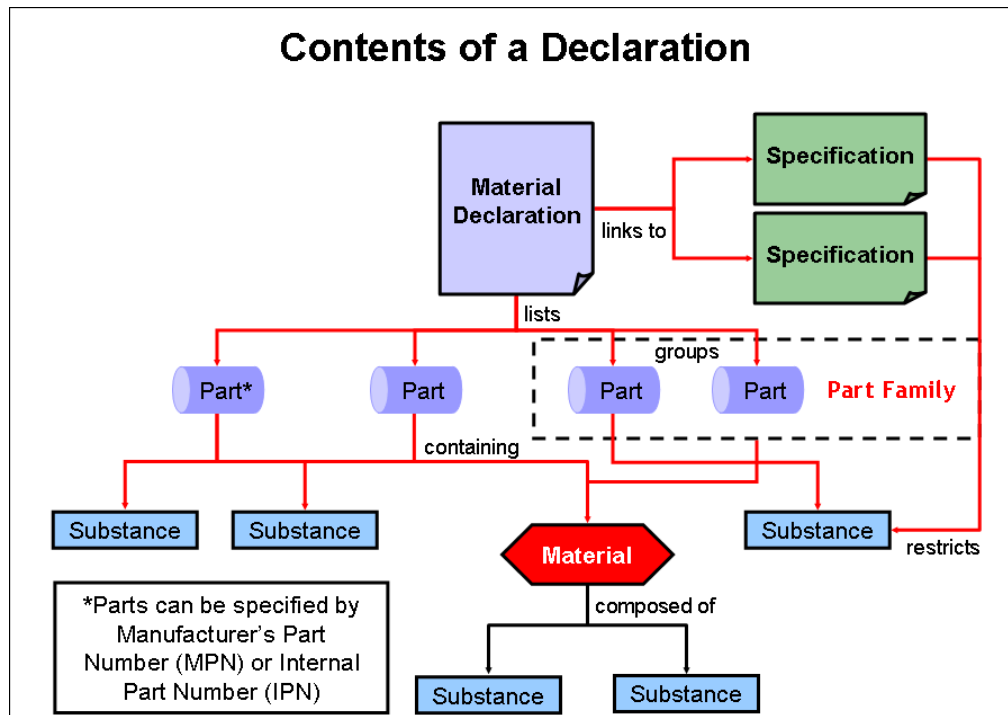 Contents of a Declaration
Material
Declaration
Specification
links to
Specification
lists
groups
Part*
Part
Part
Part
Part Family
containing
Substance
Substance
Substance
restricts
Material
composed of
Substance
Substance
*Parts can be specified by
Manufacturer's Part
Number (MPN) or Internal
Part Number (IPN)